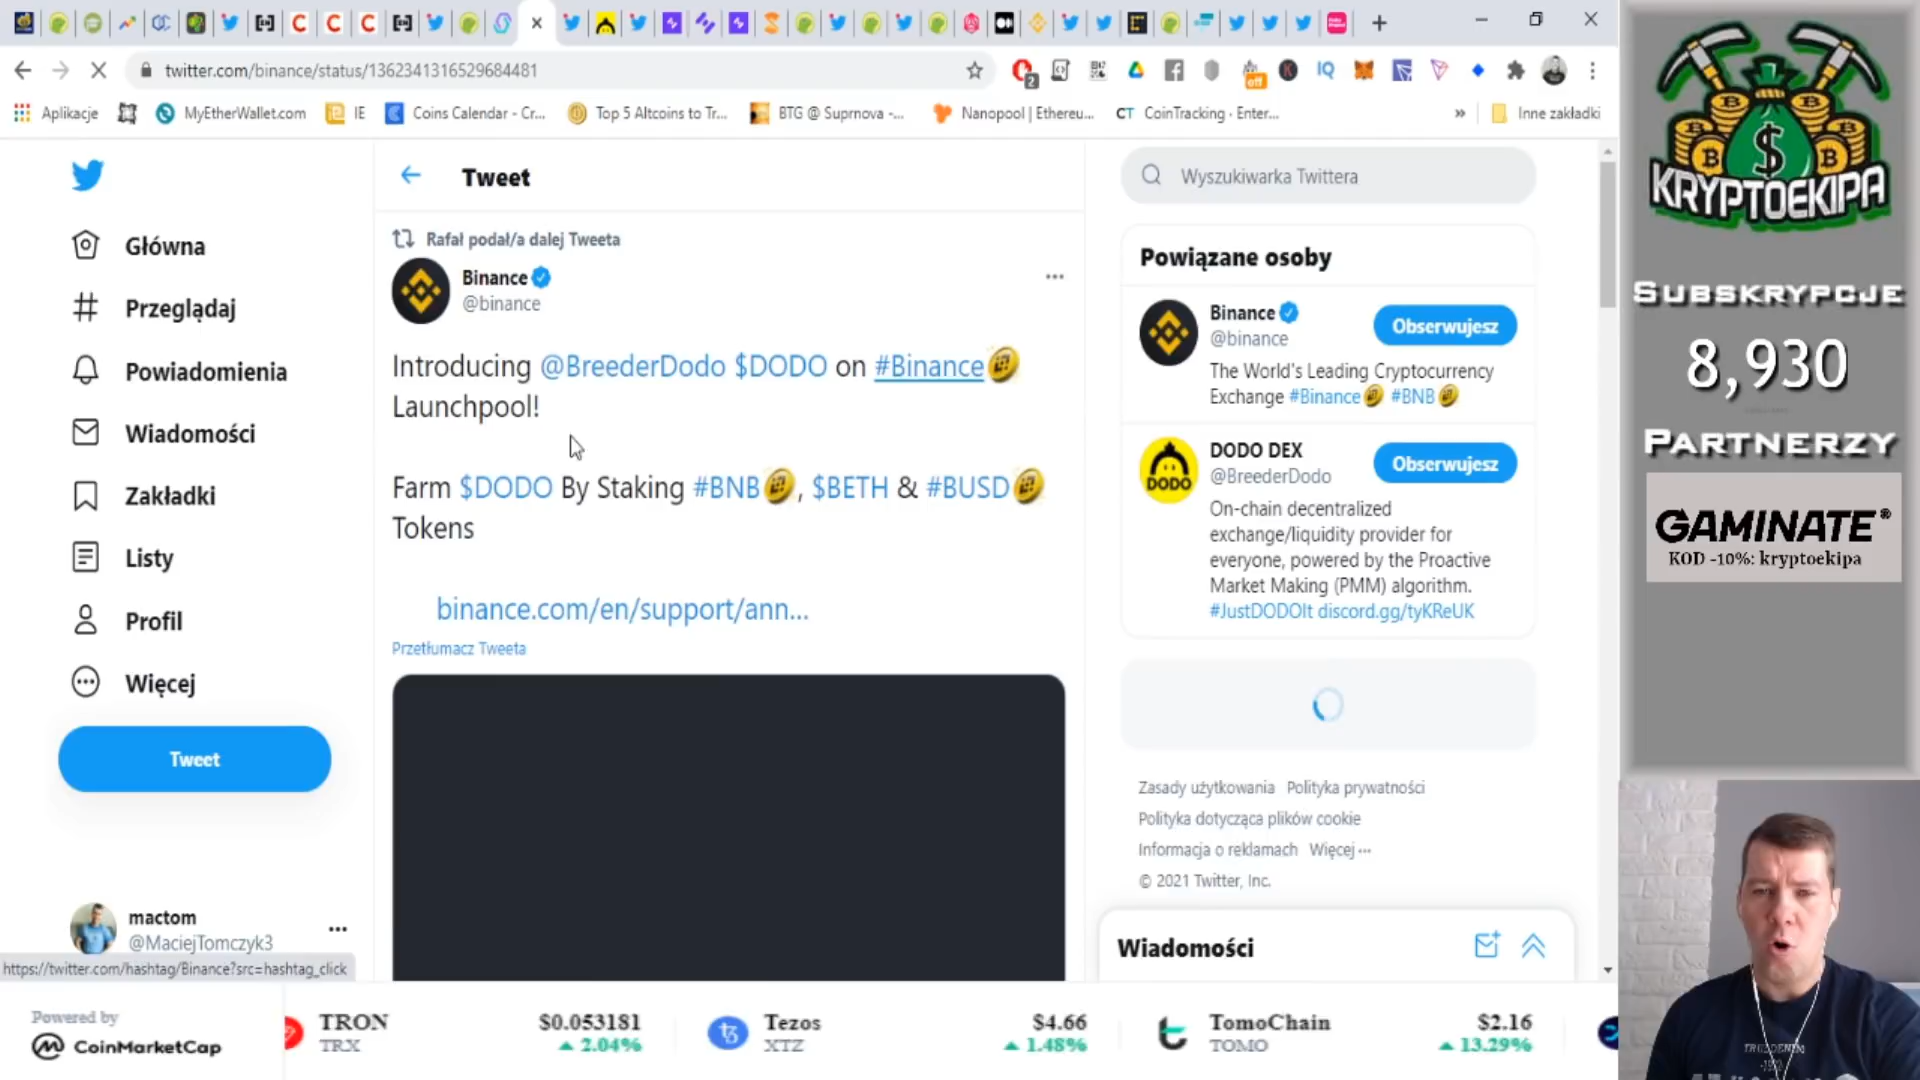 twitter.com/binance/status/1362341316529684481
2
off
IQ
Aplikacje
MyEtherWallet.com
IE
Coins Calendar - Cr...
Top 5 Altcoins to Tr...
BTG @ Suprnova -...
Nanopool | Ethereu...
CT CoinTracking · Enter...
»
Inne zakładki
Główna
Przeglądaj
Powiadomienia
Wiadomości
Zakładki
Listy
Profil
Więcej
Tweet
mactom
@MaciejTomczyk3
https://twitter.com/hashtag/Binance?src=hashtag_click
Tweet
Rafał podał/a dalej Tweeta
Binance
@binance
Introducing @BreederDodo $DODO on #Binance
Launchpool!
Farm $DODO By Staking #BNB, $BETH & #BUSD
Tokens
binance.com/en/support/ann...
Przetłumacz Tweeta
Wyszukiwarka Twittera
Powiązane osoby
Binance
@binance
Obserwujesz
The World's Leading Cryptocurrency
Exchange #Binance #BNB
DODO
DODO DEX
@BreederDodo
Obserwujesz
On-chain decentralized
exchange/liquidity provider for
everyone, powered by the Proactive
Market Making (PMM) algorithm.
#JustDODOIt discord.gg/tyKReUK
Zasady użytkowania Polityka prywatności
Polityka dotycząca plików cookie
Informacja o reklamach Więcej ···
© 2021 Twitter, Inc.
Wiadomości
KRYPTOEKIPA
SUBSKRYPCJE
8,930
PARTNERZY
GAMINATE®
KOD -10%: kryptoekipa
Powered by
CoinMarketCap
TRON
TRX
$0.053181
2.04%
Tezos
XTZ
$4.66
1.48%
TomoChain
TOMO
$2.16
13.29%